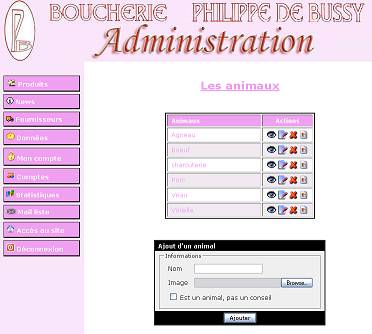 BOUCHERIE PHILIPPE DE BUSSY
Administration
Produits
News
Fournisseurs
Données
Mon compte
Comptes
Statistiques
Mail liste
Accès au site
Déconnexion
Les animaux
Animaux Actions
Agneau
Boeuf
charcuterie
Porc
Veau
Volaille
Ajout d'un animal
Informations
Nom
Image Browse...
Est un animal, pas un conseil
Ajouter